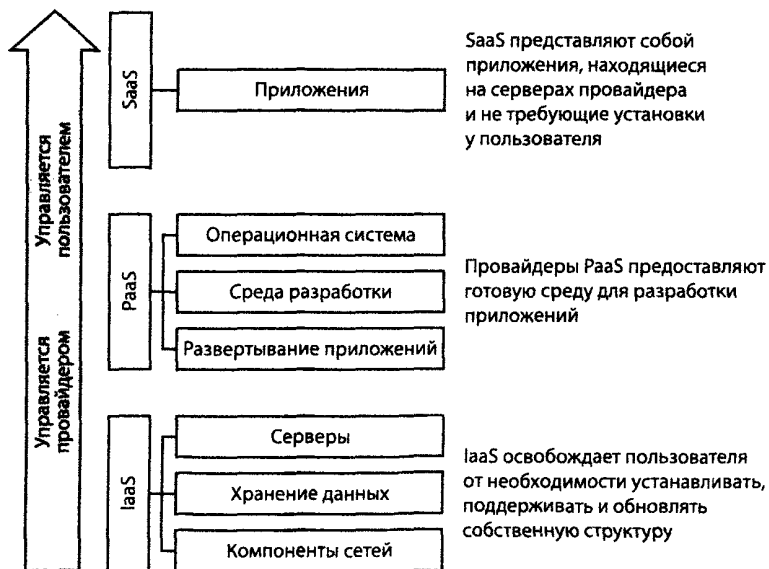 SaaS
Приложения
SaaS представляют собой
приложения, находящиеся
на серверах провайдера
и не требующие установки
у пользователя
Управляется
пользователем
PaaS
Операционная система
Среда разработки
Развертывание приложений
Провайдеры PaaS предоставляют
готовую среду для разработки
приложений
Управляется
провайдером
IaaS
Серверы
Хранение данных
Компоненты сетей
IaaS освобождает пользователя
от необходимости устанавливать,
поддерживать и обновлять
собственную структуру